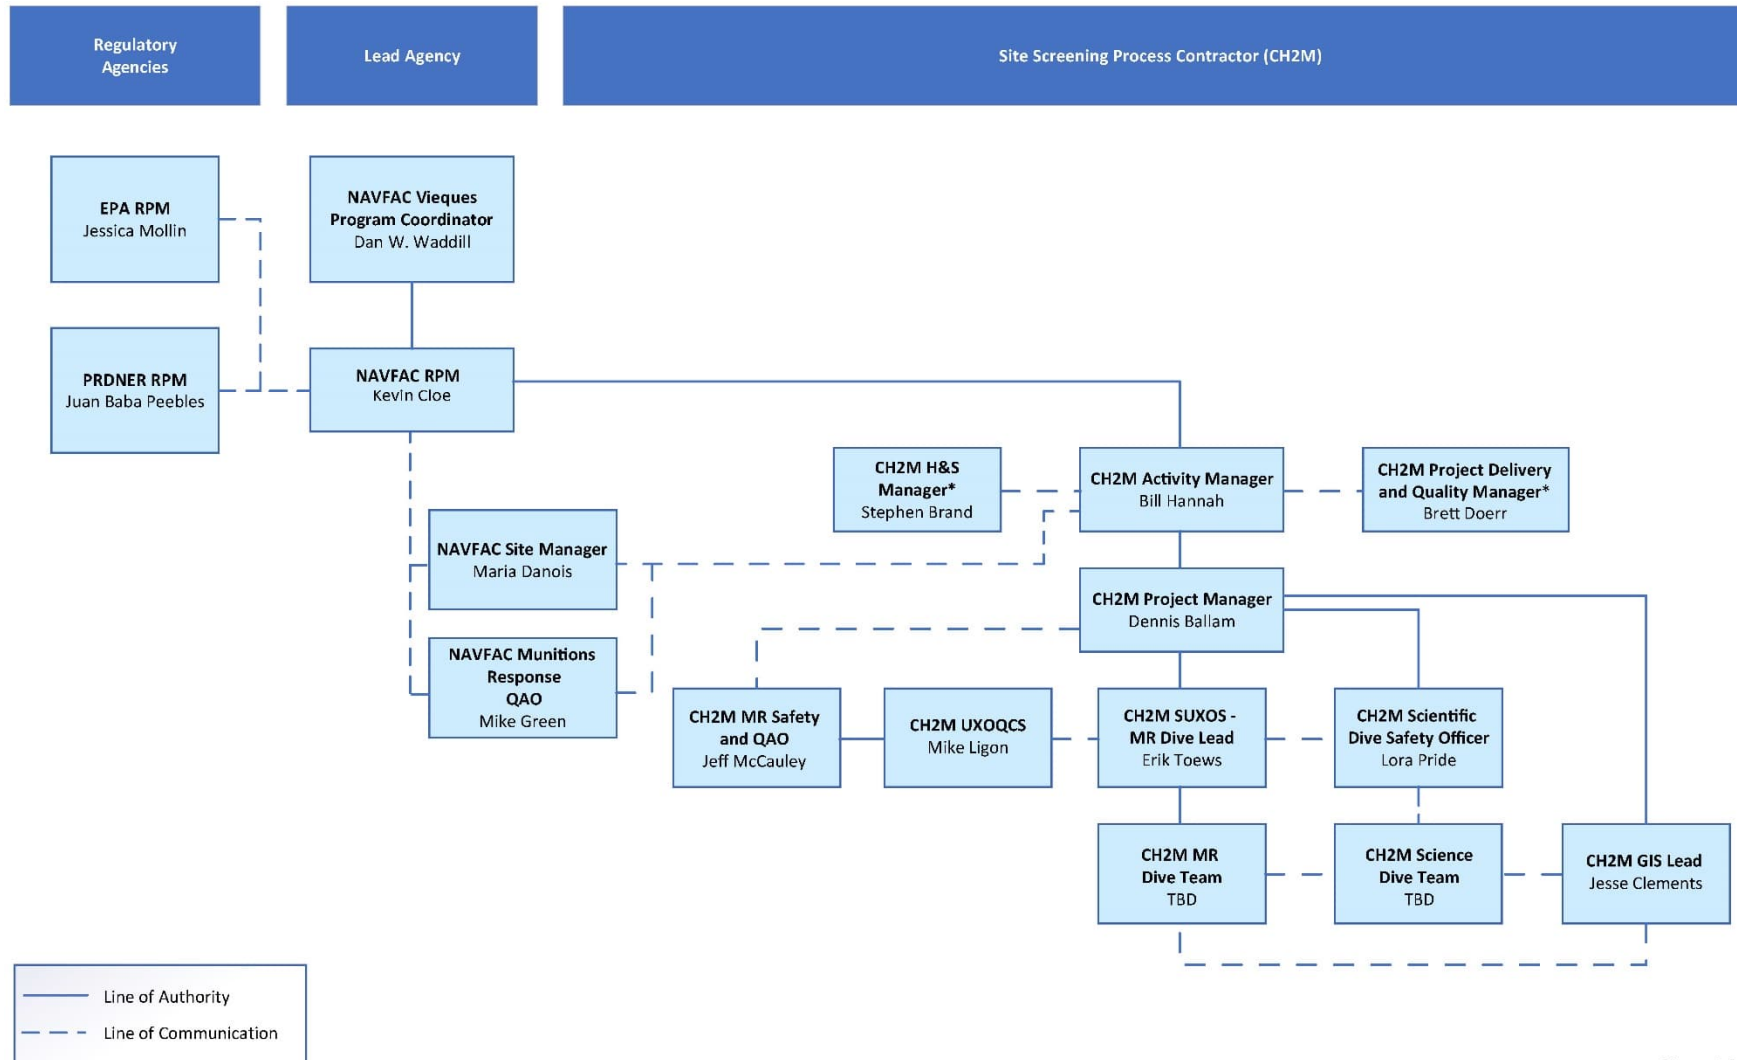 Regulatory
Agencies
Lead Agency
Site Screening Process Contractor (CH2M)
EPA RPM
Jessica Mollin
NAVFAC Vieques
Program Coordinator
Dan W. Waddill
PRDNER RPM
Juan Baba Peebles
NAVFAC RPM
Kevin Cloe
CH2M H&S
Manager*
Stephen Brand
CH2M Activity Manager
Bill Hannah
CH2M Project Delivery
and Quality Manager*
Brett Doerr
NAVFAC Site Manager
Maria Danois
CH2M Project Manager
Dennis Ballam
NAVFAC Munitions
Response
QAO
Mike Green
CH2M MR Safety
and QAO
Jeff McCauley
CH2M UXOQCS
Mike Ligon
CH2M SUXOS -
MR Dive Lead
Erik Toews
CH2M Scientific
Dive Safety Officer
Lora Pride
CH2M MR
Dive Team
TBD
CH2M Science
Dive Team
TBD
CH2M GIS Lead
Jesse Clements
Line of Authority
Line of Communication